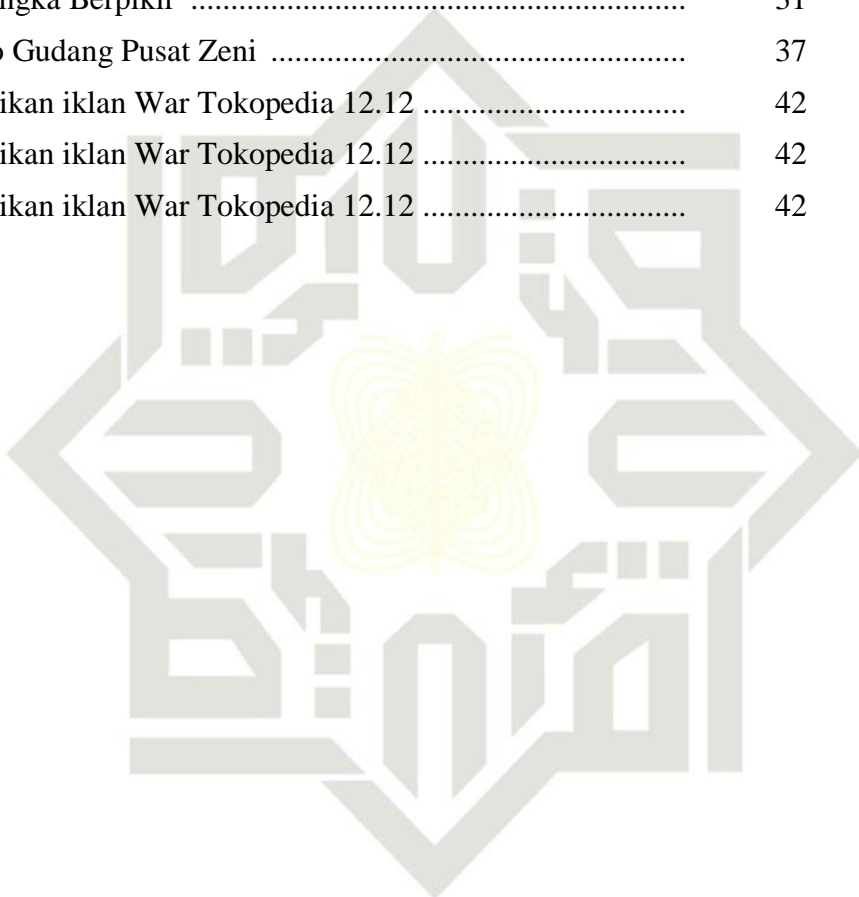 ngka Berpikir ............................................................ 31
o Gudang Pusat Zeni .................................................. 37
ikan iklan War Tokopedia 12.12 ................................ 42
ikan iklan War Tokopedia 12.12 ................................ 42
ikan iklan War Tokopedia 12.12 ................................ 42